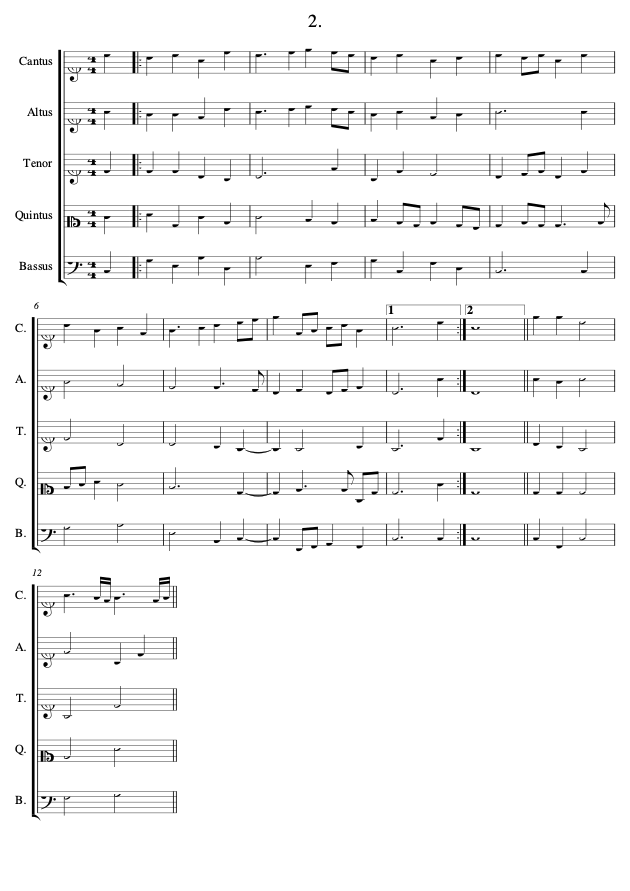 2.
Cantus
Altus
Tenor
Quintus
Bassus
6
1
2
C.
A.
T.
Q.
B.
12
C.
A.
T.
Q.
B.